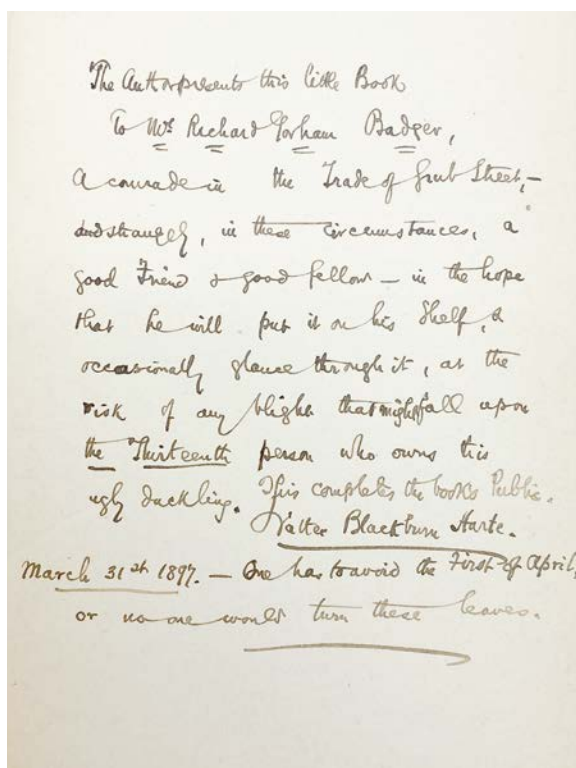 The Author presents this little Book
To Mr. Richard Gorham Badger,
A comrade in the Trade of Grub Street,—
and strangely, in these circumstances, a
good Friend & good fellow — in the hope
that he will put it on his Shelf, &
occasionally glance through it, at the
risk of any blight that might fall upon
the Thirteenth person who owns this
ugly duckling. This completes the book's Public.
Walter Blackburn Harte.
March 31st 1897. — One has to avoid the First of April,
or no one would turn these leaves.